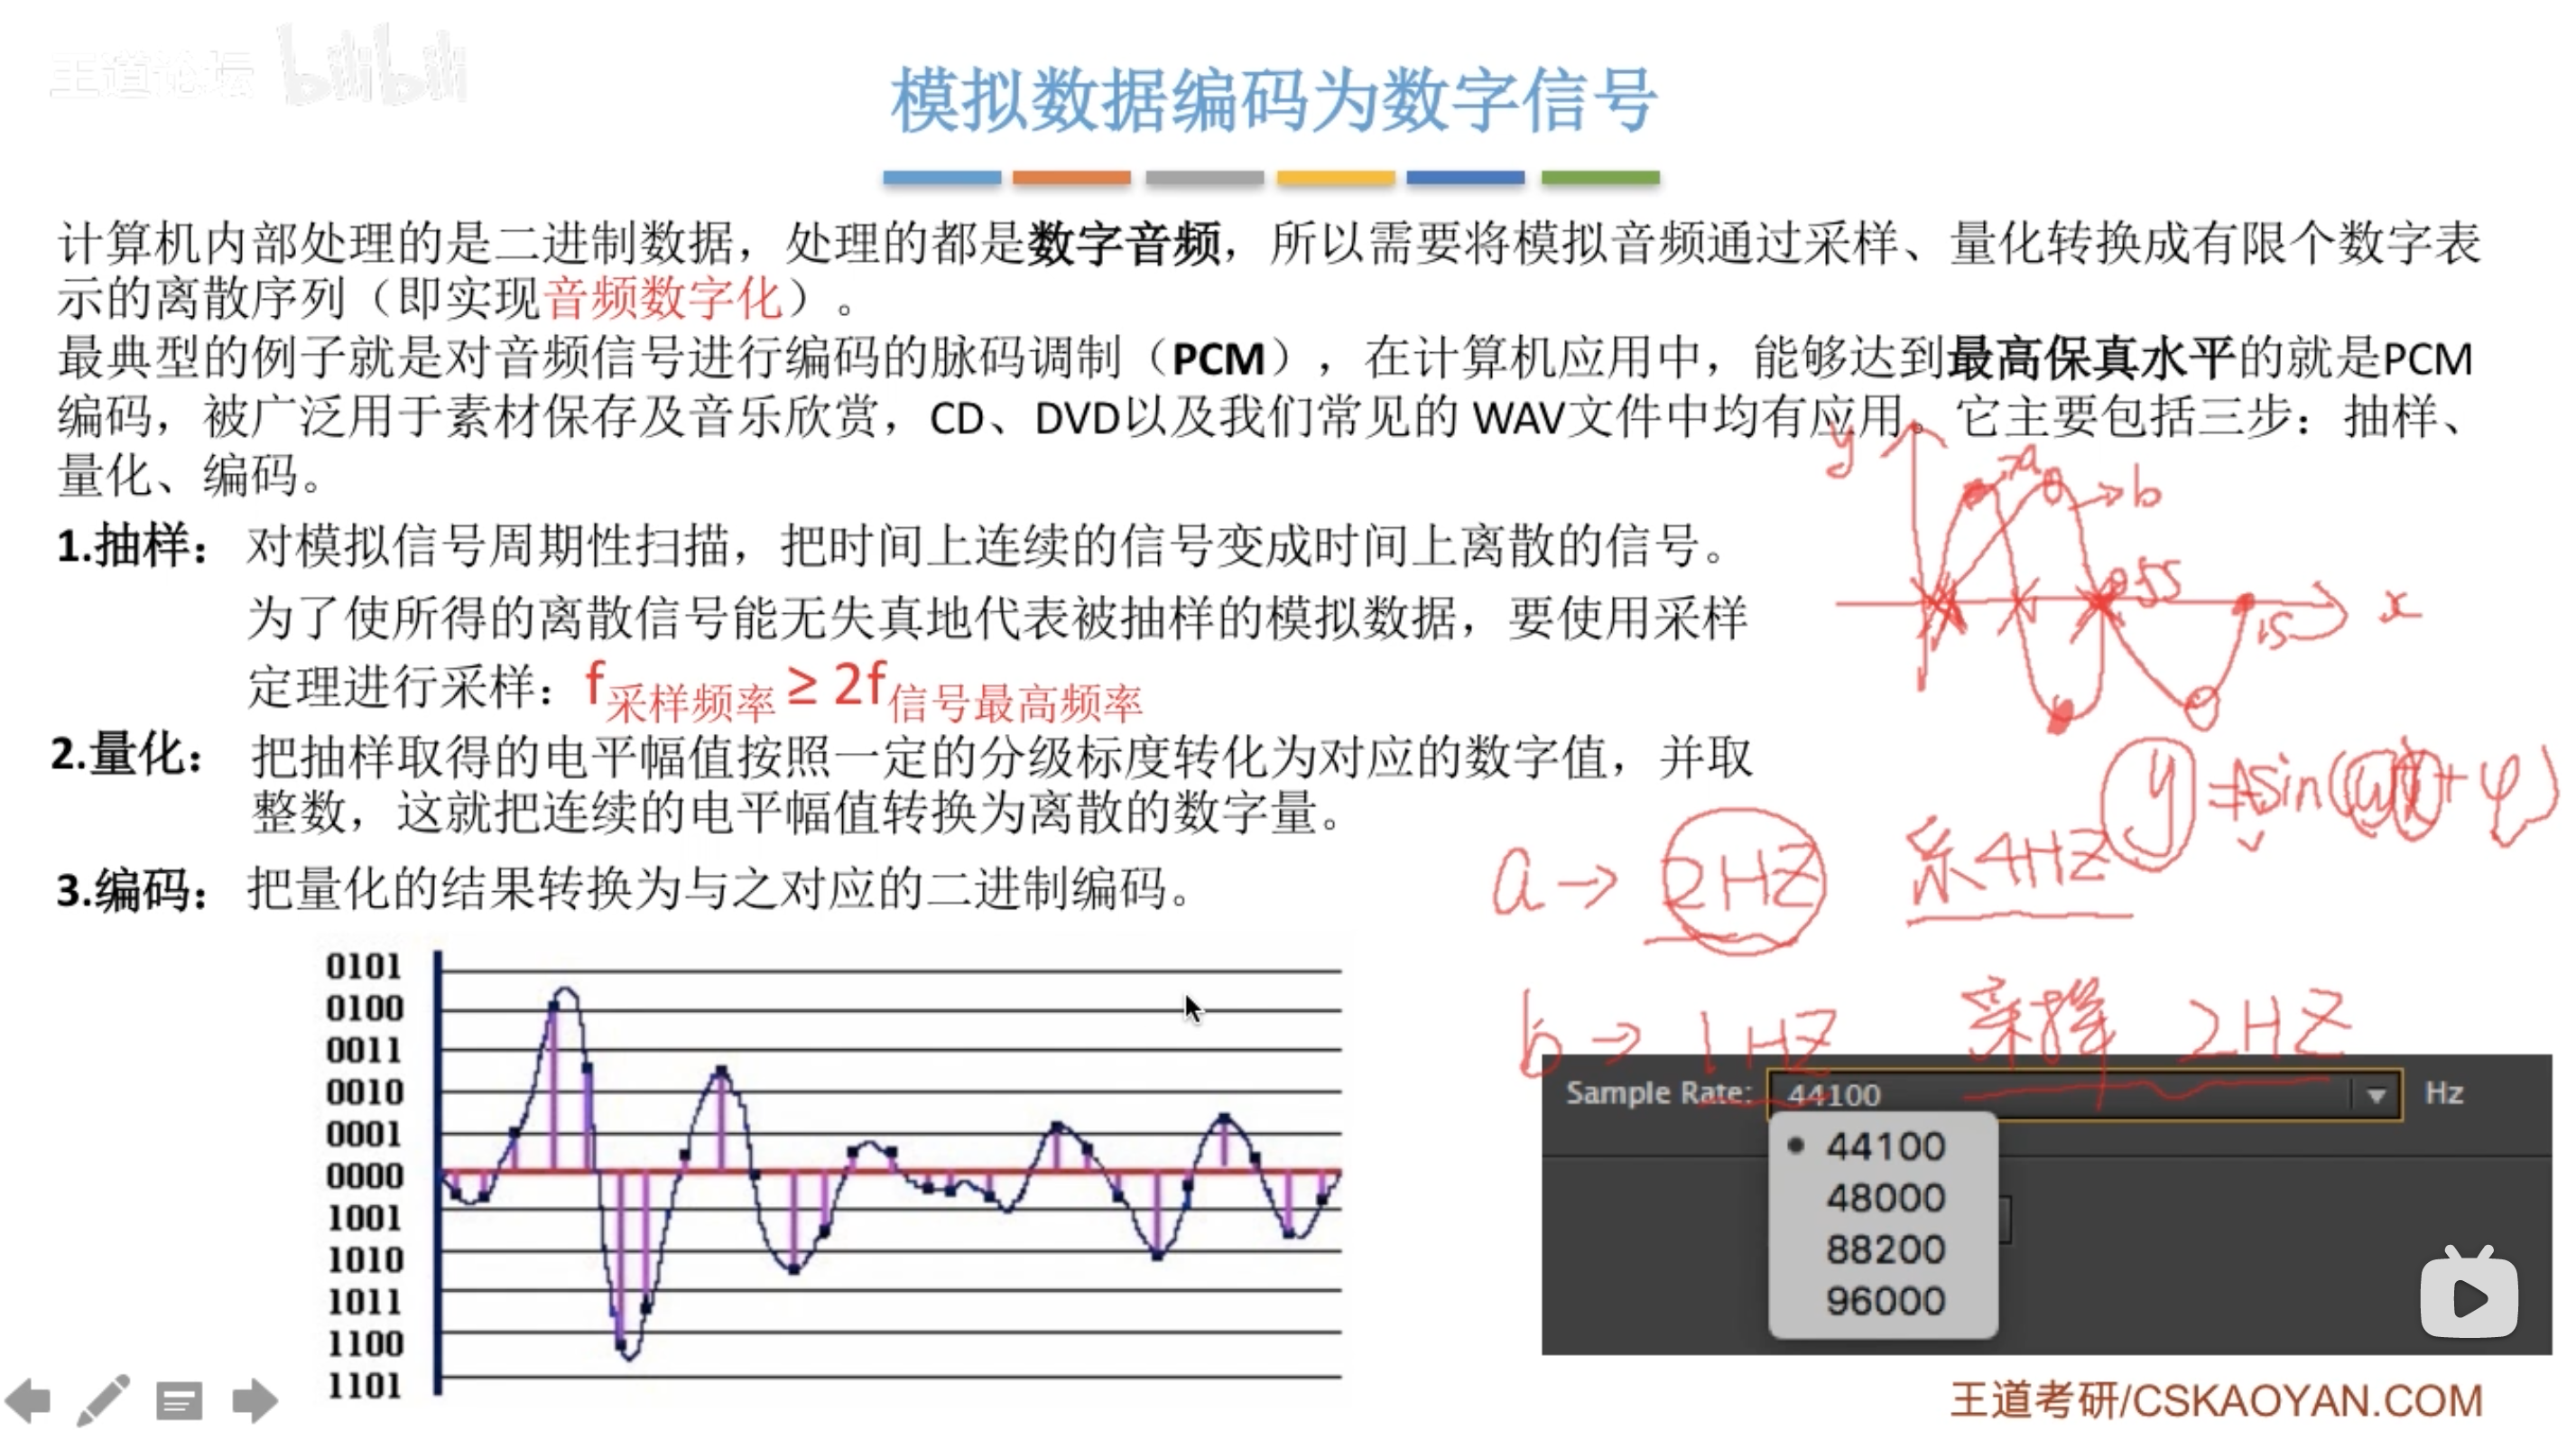 王道论坛 bilibili
模拟数据编码为数字信号
计算机内部处理的是二进制数据，处理的都是数字音频，所以需要将模拟音频通过采样、量化转换成有限个数字表
示的离散序列（即实现音频数字化）。
最典型的例子就是对音频信号进行编码的脉码调制（PCM），在计算机应用中，能够达到最高保真水平的就是PCM
编码，被广泛用于素材保存及音乐欣赏，CD、DVD以及我们常见的 WAV文件中均有应用。它主要包括三步：抽样、
量化、编码。
1.抽样：对模拟信号周期性扫描，把时间上连续的信号变成时间上离散的信号。
为了使所得的离散信号能无失真地代表被抽样的模拟数据，要使用采样
定理进行采样：f采样频率 ≥ 2f信号最高频率
2.量化：把抽样取得的电平幅值按照一定的分级标度转化为对应的数字值，并取
整数，这就把连续的电平幅值转换为离散的数字量。
3.编码：把量化的结果转换为与之对应的二进制编码。
y
a
b
x
1s
a → 2HZ 采4HZ
b → 1HZ 采样 2HZ
0101
0100
0011
0010
0001
0000
1001
1010
1011
1100
1101
Sample Rate: 44100 Hz
44100
48000
88200
96000
王道考研/CSKAOYAN.COM